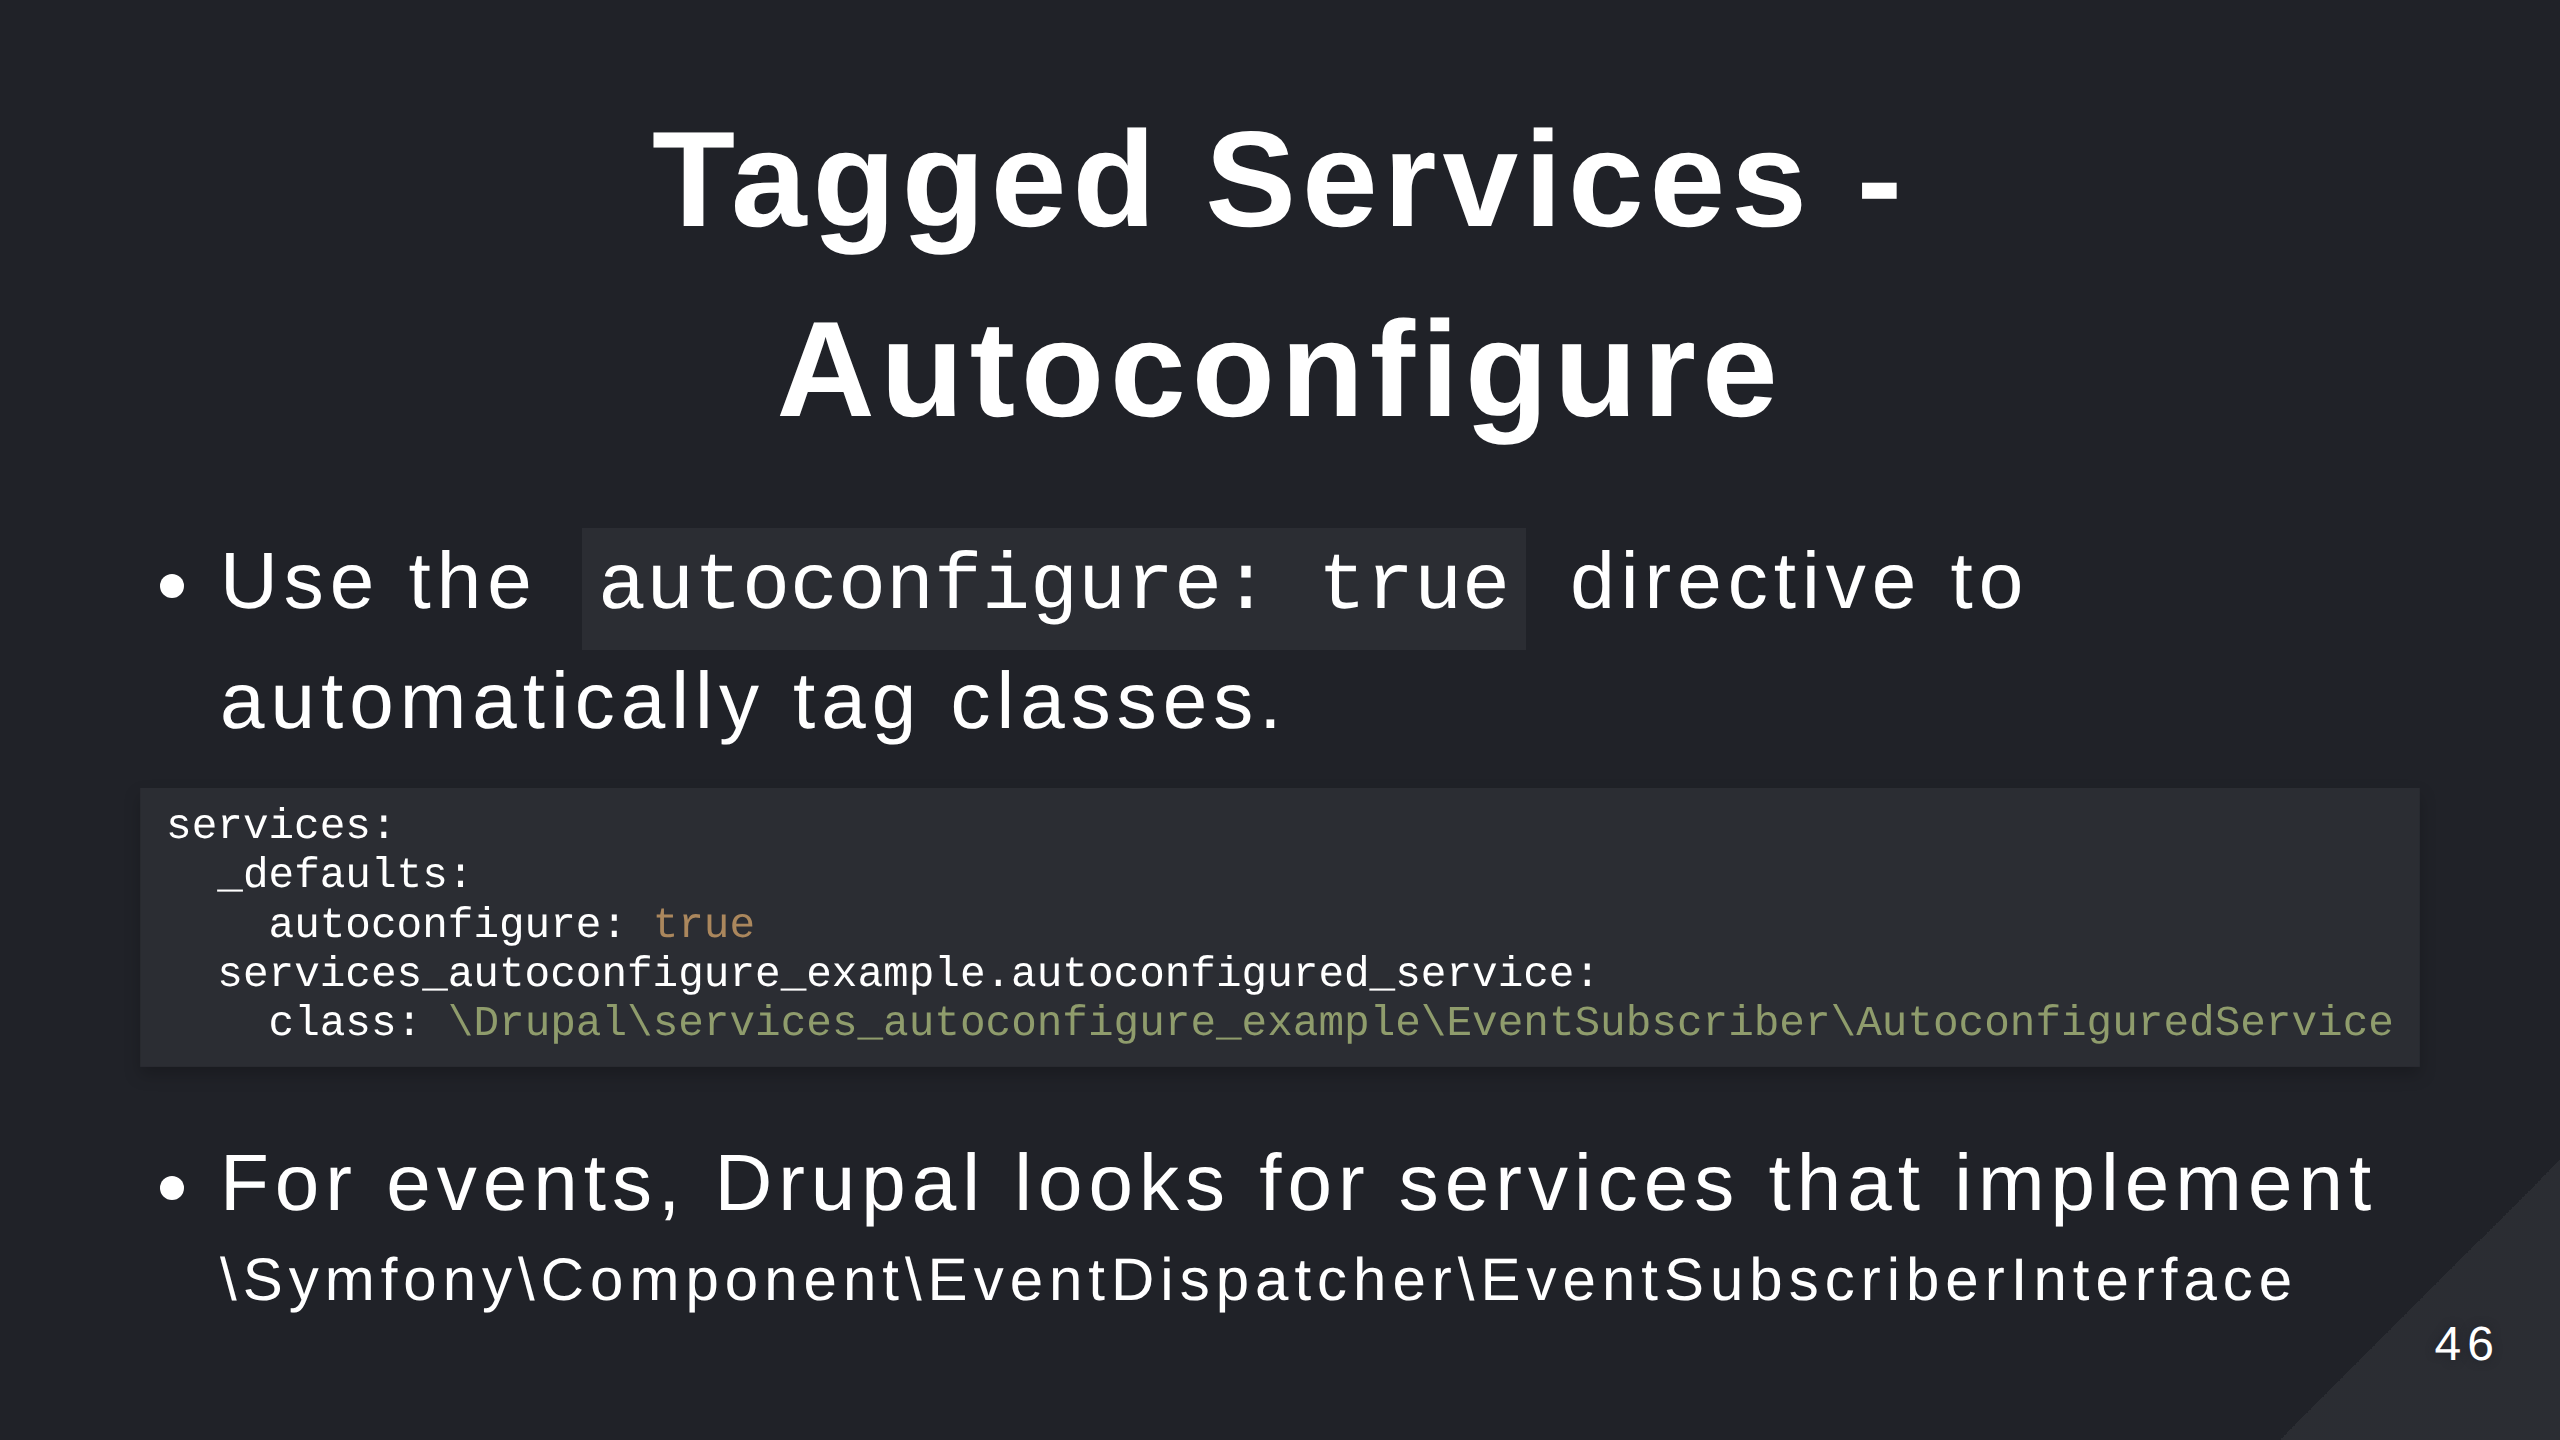 Tagged Services -
Autoconfigure
Use the autoconfigure: true directive to
automatically tag classes.
services:
  _defaults:
    autoconfigure: true
  services_autoconfigure_example.autoconfigured_service:
    class: \Drupal\services_autoconfigure_example\EventSubscriber\AutoconfiguredService
For events, Drupal looks for services that implement
\Symfony\Component\EventDispatcher\EventSubscriberInterface
46